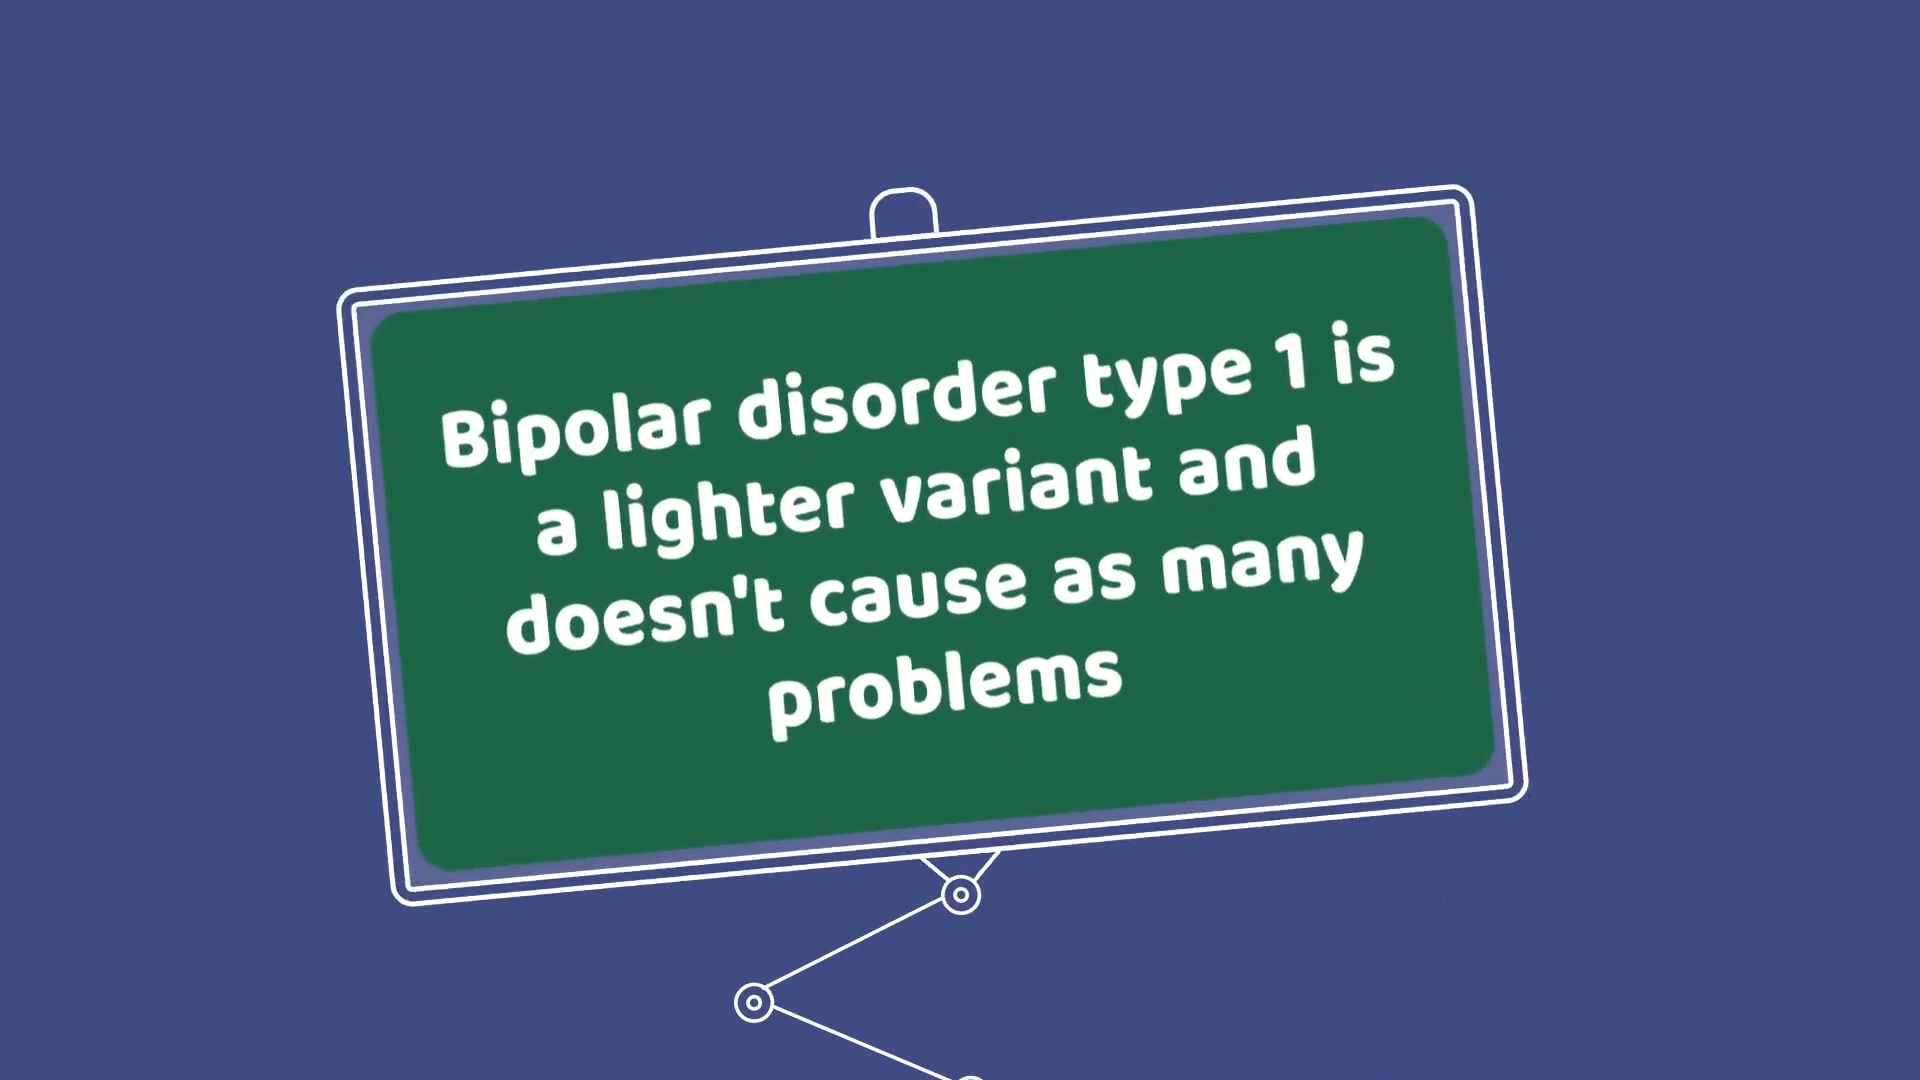 Bipolar disorder type 1 is
a lighter variant and
doesn't cause as many
problems